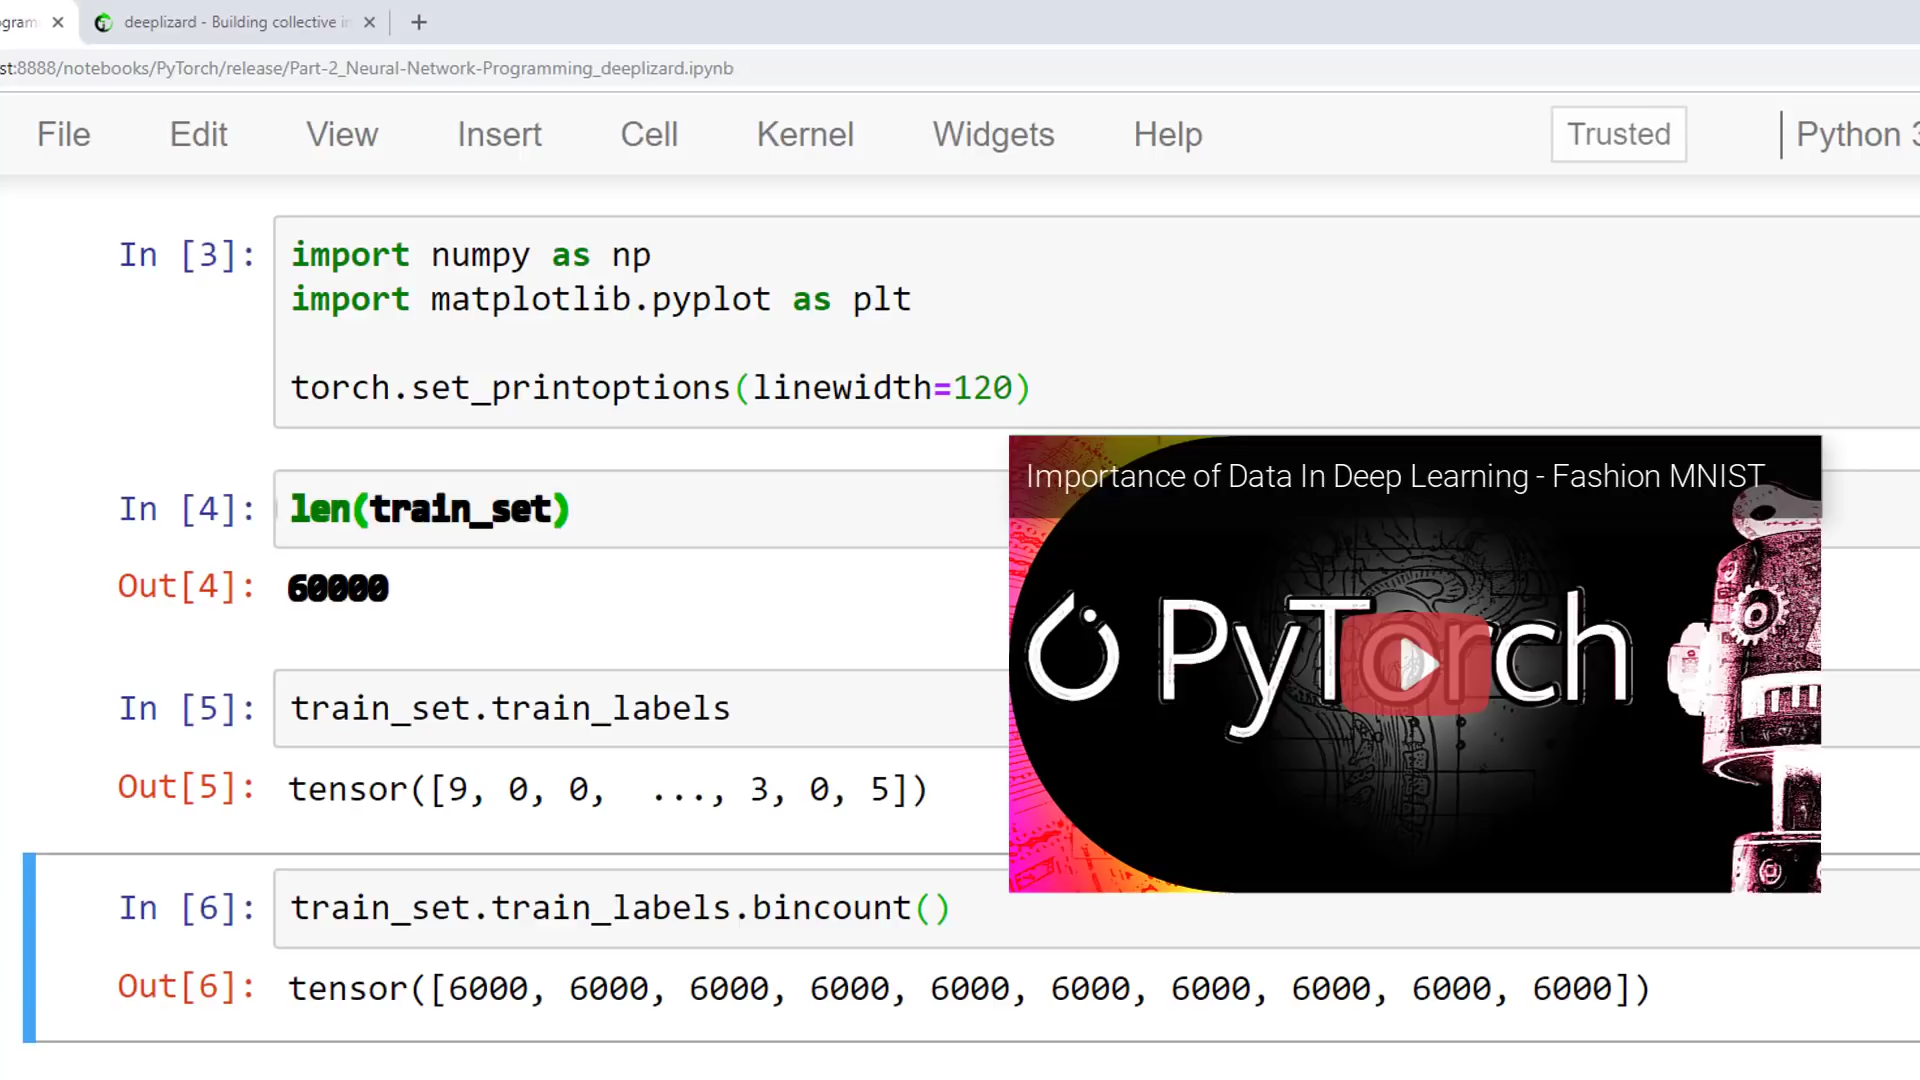 deeplizard - Building collective in
st:8888/notebooks/PyTorch/release/Part-2_Neural-Network-Programming_deeplizard.ipynb
File Edit View Insert Cell Kernel Widgets Help Trusted Python 3
In [3]: import numpy as np
import matplotlib.pyplot as plt
torch.set_printoptions(linewidth=120)
Importance of Data In Deep Learning - Fashion MNIST
In [4]: len(train_set)
Out[4]: 60000
PyTorch
In [5]: train_set.train_labels
Out[5]: tensor([9, 0, 0,  ..., 3, 0, 5])
In [6]: train_set.train_labels.bincount()
Out[6]: tensor([6000, 6000, 6000, 6000, 6000, 6000, 6000, 6000, 6000, 6000])